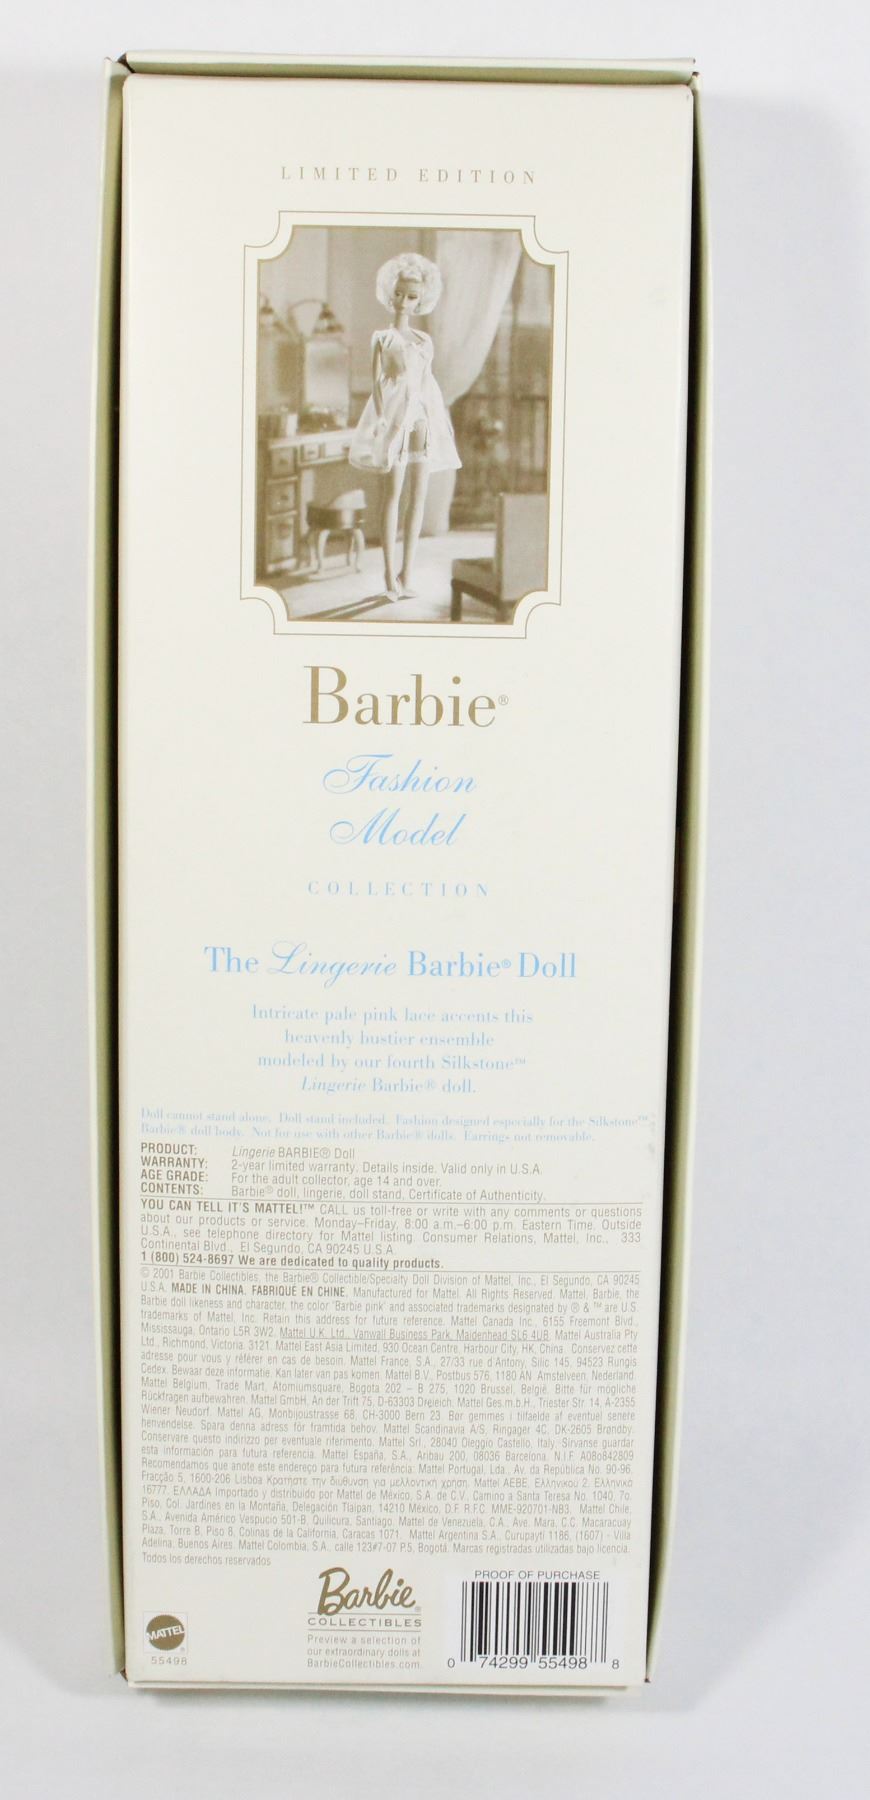 LIMITED EDITION
Barbie®
Fashion
Model
COLLECTION
The Lingerie Barbie® Doll
Intricate pale pink lace accents this
heavenly bustier ensemble
modeled by our fourth Silkstone™
Lingerie Barbie® doll.
Doll cannot stand alone. Doll stand included. Fashion designed especially for the Silkstone™
Barbie® doll body. Not for use with other Barbie® dolls. Earrings not removable.
PRODUCT: Lingerie BARBIE® Doll
WARRANTY: 2-year limited warranty. Details inside. Valid only in U.S.A.
AGE GRADE: For the adult collector, age 14 and over.
CONTENTS: Barbie® doll, lingerie, doll stand, Certificate of Authenticity.
YOU CAN TELL IT'S MATTEL!™ CALL us toll-free or write with any comments or questions
about our products or service. Monday–Friday, 8:00 a.m.–6:00 p.m. Eastern Time. Outside
U.S.A., see telephone directory for Mattel listing. Consumer Relations, Mattel, Inc., 333
Continental Blvd., El Segundo, CA 90245 U.S.A.
1 (800) 524-8697 We are dedicated to quality products.
© 2001 Barbie Collectibles, the Barbie® Collectible/Specialty Doll Division of Mattel, Inc., El Segundo, CA 90245
U.S.A. MADE IN CHINA. FABRIQUÉ EN CHINE. Manufactured for Mattel. All Rights Reserved. Mattel, Barbie, the
Barbie doll likeness and character, the color "Barbie pink" and associated trademarks designated by ® & ™ are U.S.
trademarks of Mattel, Inc. Retain this address for future reference. Mattel Canada Inc., 6155 Freemont Blvd.,
Mississauga, Ontario L5R 3W2. Mattel U.K. Ltd., Vanwall Business Park, Maidenhead SL6 4UB. Mattel Australia Pty
Ltd., Richmond, Victoria. 3121. Mattel East Asia Limited, 930 Ocean Centre, Harbour City, HK, China. Conservez cette
adresse pour vous y référer en cas de besoin. Mattel France, S.A., 27/33 rue d'Antony, Silic 145, 94523 Rungis
Cedex. Bewaar deze informatie. Kan later van pas komen. Mattel B.V., Postbus 576, 1180 AN Amstelveen, Nederland.
Mattel Belgium, Trade Mart, Atomiumsquare, Bogota 202 – B 275, 1020 Brussel, België. Bitte für mögliche
Rückfragen aufbewahren. Mattel GmbH, An der Trift 75, D-63303 Dreieich. Mattel Ges.m.b.H., Triester Str. 14, A-2355
Wiener Neudorf. Mattel AG, Monbijoustrasse 68, CH-3000 Bern 23. Bør gemmes i tilfaelde af eventuel senere
henvendelse. Spara denna adress för framtida behov. Mattel Scandinavia A/S, Ringager 4C, DK-2605 Brøndby.
Conservare questo indirizzo per eventuale riferimento. Mattel Srl., 28040 Oleggio Castello, Italy. Sirvanse guardar
esta información para futura referencia. Mattel España, S.A., Aribau 200, 08036 Barcelona. N.I.F. A08o842809
Recomendamos que anote este endereço para futura referência: Mattel Portugal, Lda., Av. da República No. 90-96,
Fracção 5, 1600-206 Lisboa Κρατήστε την διεύθυνση για μελλοντική χρήση. Mattel AEBE, Ελληνικού 2, Ελληνικό
16777, ΕΛΛΑΔΑ Importado y distribuido por Mattel de México, S.A. de C.V., Camino a Santa Teresa No. 1040, 7o.
Piso, Col. Jardines en la Montaña, Delegación Tlalpan, 14210 México, D.F. R.F.C. MME-920701-NB3. Mattel Chile,
S.A., Avenida Américo Vespucio 501-B, Quilicura, Santiago. Mattel de Venezuela, C.A., Ave. Mara, C.C. Macaracuay
Plaza, Torre B, Piso 8, Colinas de la California, Caracas 1071. Mattel Argentina S.A., Curupaytí 1186, (1607) - Villa
Adelina, Buenos Aires. Mattel Colombia, S.A., calle 123#7-07 P.5, Bogotá. Marcas registradas utilizadas bajo licencia.
Todos los derechos reservados
PROOF OF PURCHASE
Barbie®
COLLECTIBLES
Preview a selection of
our extraordinary dolls at
BarbieCollectibles.com.
MATTEL®
55498
0 74299 55498 8